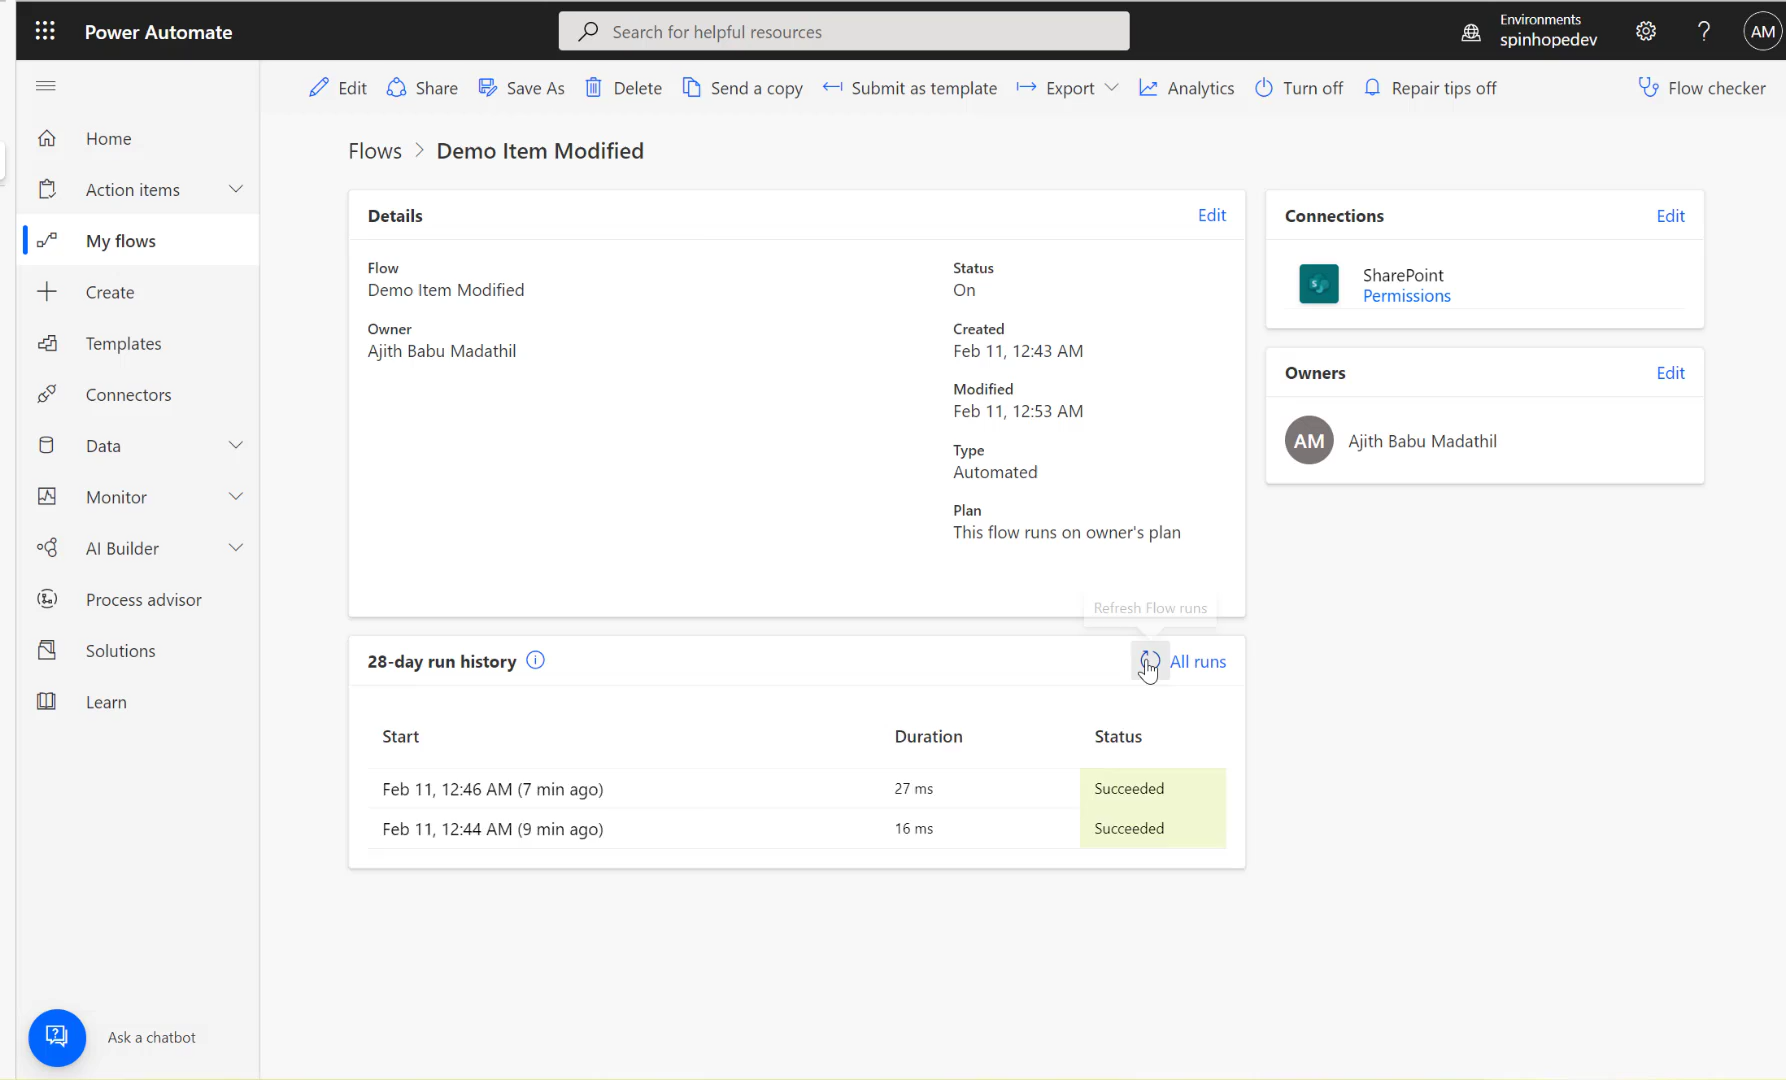 Power Automate
Search for helpful resources
Environments
spinhopedev
?
AM
Edit
Share
Save As
Delete
Send a copy
Submit as template
Export
Analytics
Turn off
Repair tips off
Flow checker
Home
Action items
My flows
Create
Templates
Connectors
Data
Monitor
AI Builder
Process advisor
Solutions
Learn
Ask a chatbot
Flows > Demo Item Modified
Details
Edit
Flow
Demo Item Modified
Owner
Ajith Babu Madathil
Status
On
Created
Feb 11, 12:43 AM
Modified
Feb 11, 12:53 AM
Type
Automated
Plan
This flow runs on owner's plan
Connections
Edit
S
SharePoint
Permissions
Owners
Edit
AM
Ajith Babu Madathil
Refresh Flow runs
28-day run history
All runs
Start Duration Status
Feb 11, 12:46 AM (7 min ago) 27 ms Succeeded
Feb 11, 12:44 AM (9 min ago) 16 ms Succeeded